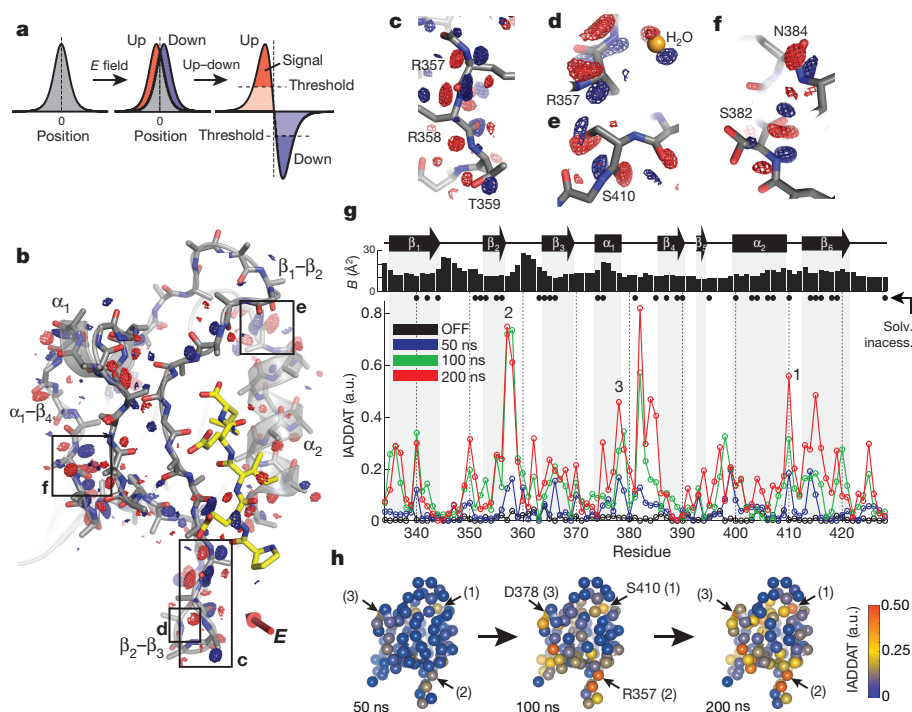 a
Up
Down
Up
E field
Up–down
Signal
Threshold
Threshold
Down
0
0
Position
Position
c
R357
R358
T359
d
H₂O
R357
e
S410
f
N384
S382
b
β₁–β₂
α₁
e
α₁–β₄
α₂
f
E
d
β₂–β₃
c
g
β₁
β₂
β₃
α₁
β₄
β₅
α₂
β₆
B (Å²)
30
0
Solv.
inacess.
OFF
50 ns
100 ns
200 ns
2
3
1
IADDAT (a.u.)
0.8
0.6
0.4
0.2
0
340
350
360
370
380
390
400
410
420
Residue
h
(3)
(1)
(2)
50 ns
D378 (3)
S410 (1)
R357 (2)
100 ns
(3)
(1)
(2)
200 ns
IADDAT (a.u.)
0.50
0.25
0